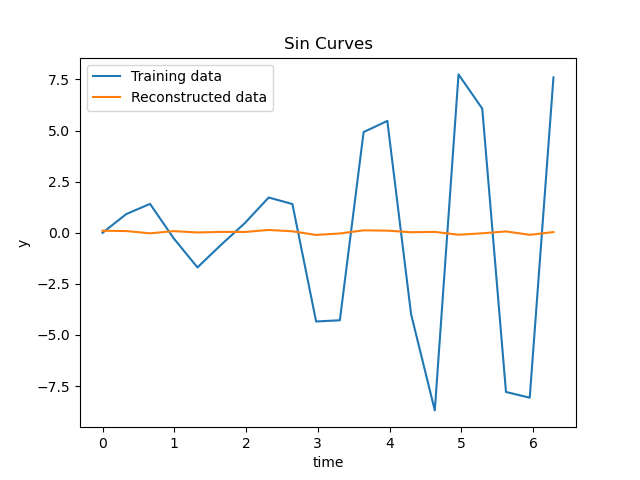 Sin Curves
Training data
Reconstructed data
7.5
5.0
2.5
0.0
−2.5
−5.0
−7.5
y
0 1 2 3 4 5 6
time